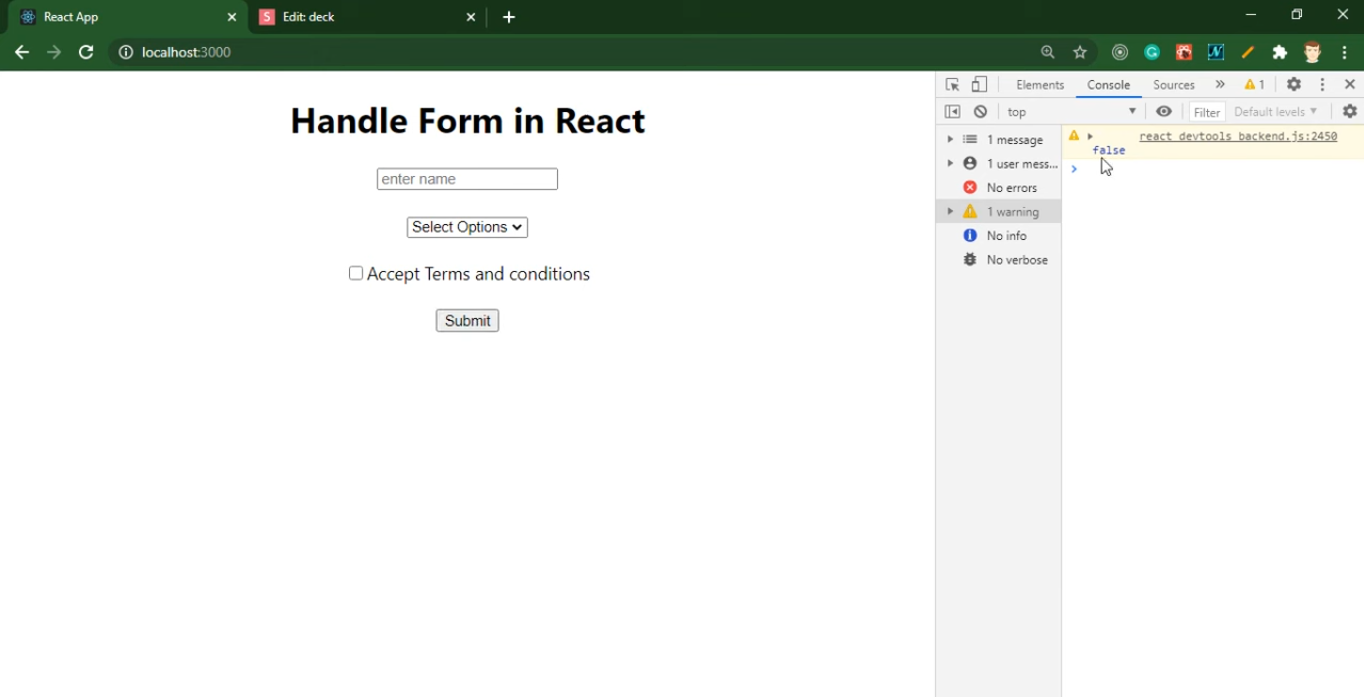 React App
S Edit: deck
localhost:3000
Handle Form in React
enter name
Select Options
Accept Terms and conditions
Submit
Elements Console Sources » 1
top Filter Default levels
1 message
1 user mess...
No errors
1 warning
No info
No verbose
react devtools backend.js:2450
false